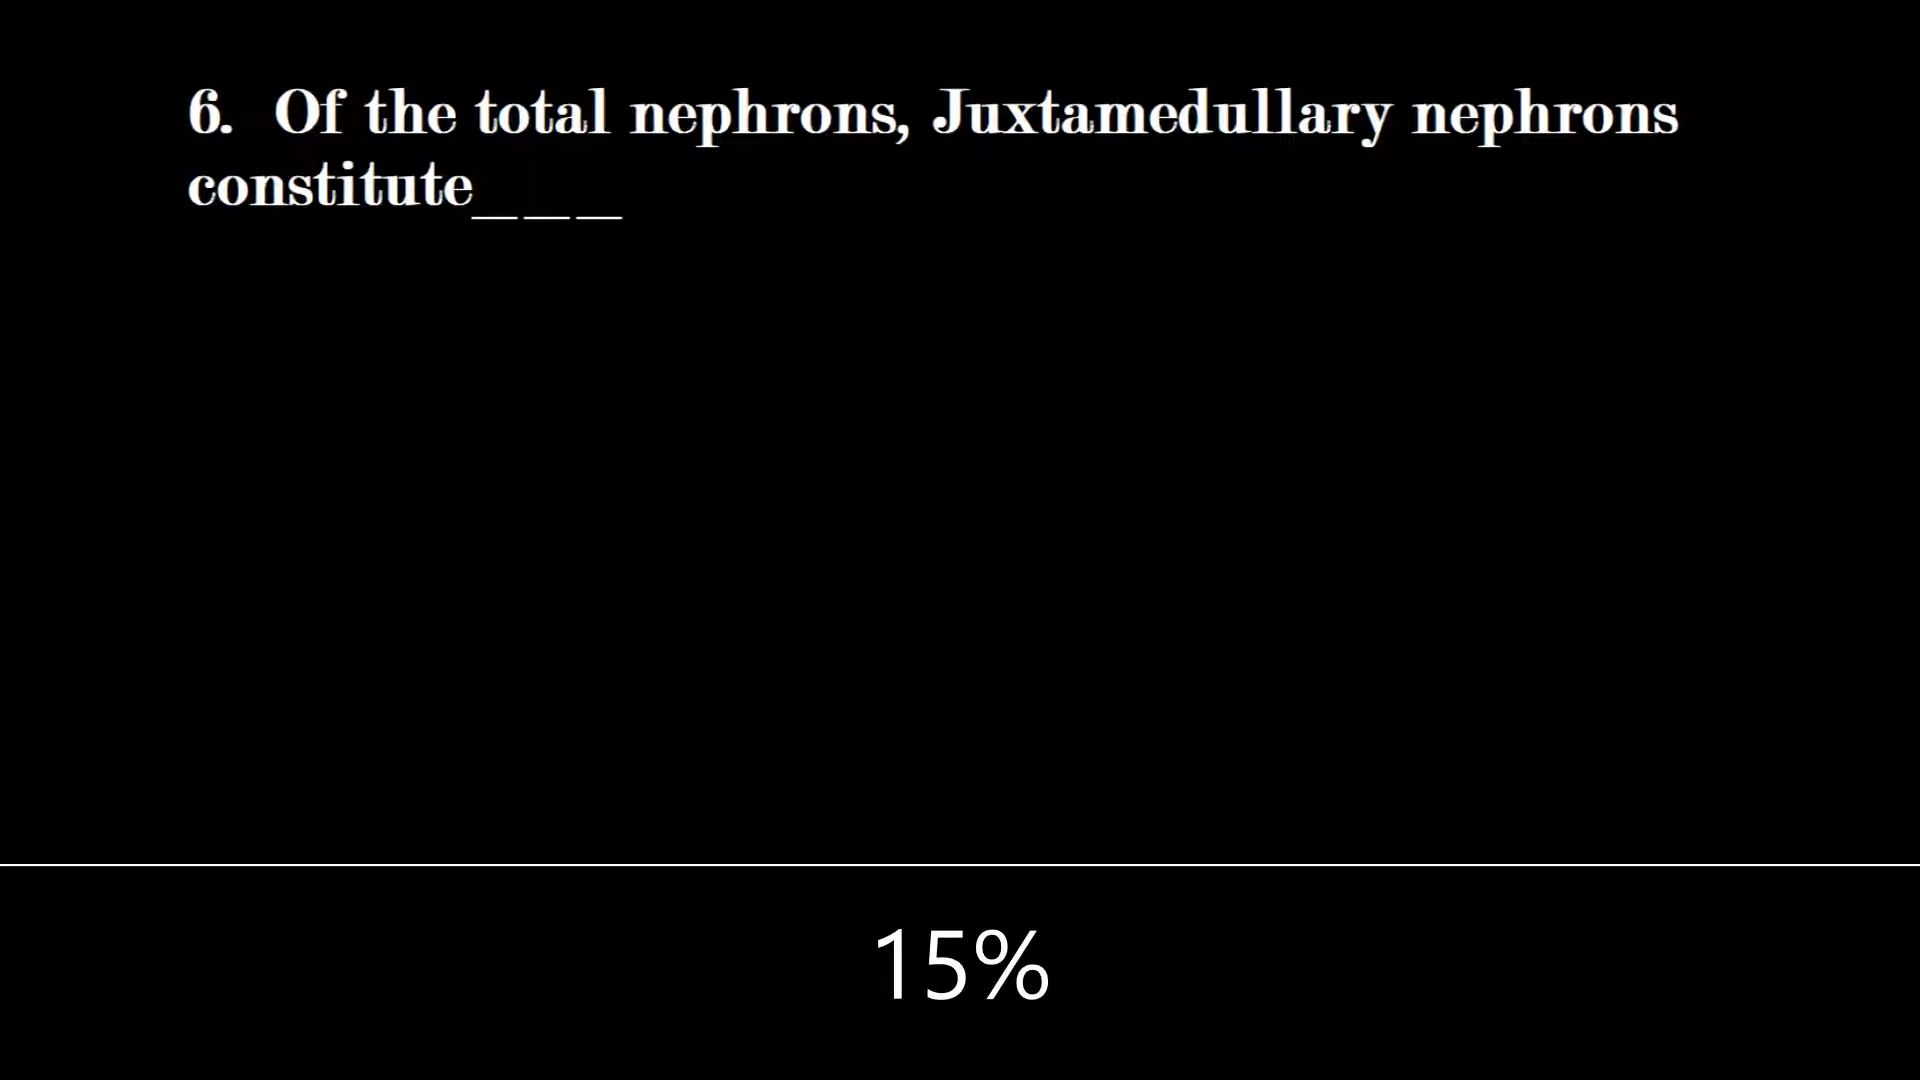 6. Of the total nephrons, Juxtamedullary nephrons
constitute___
15%